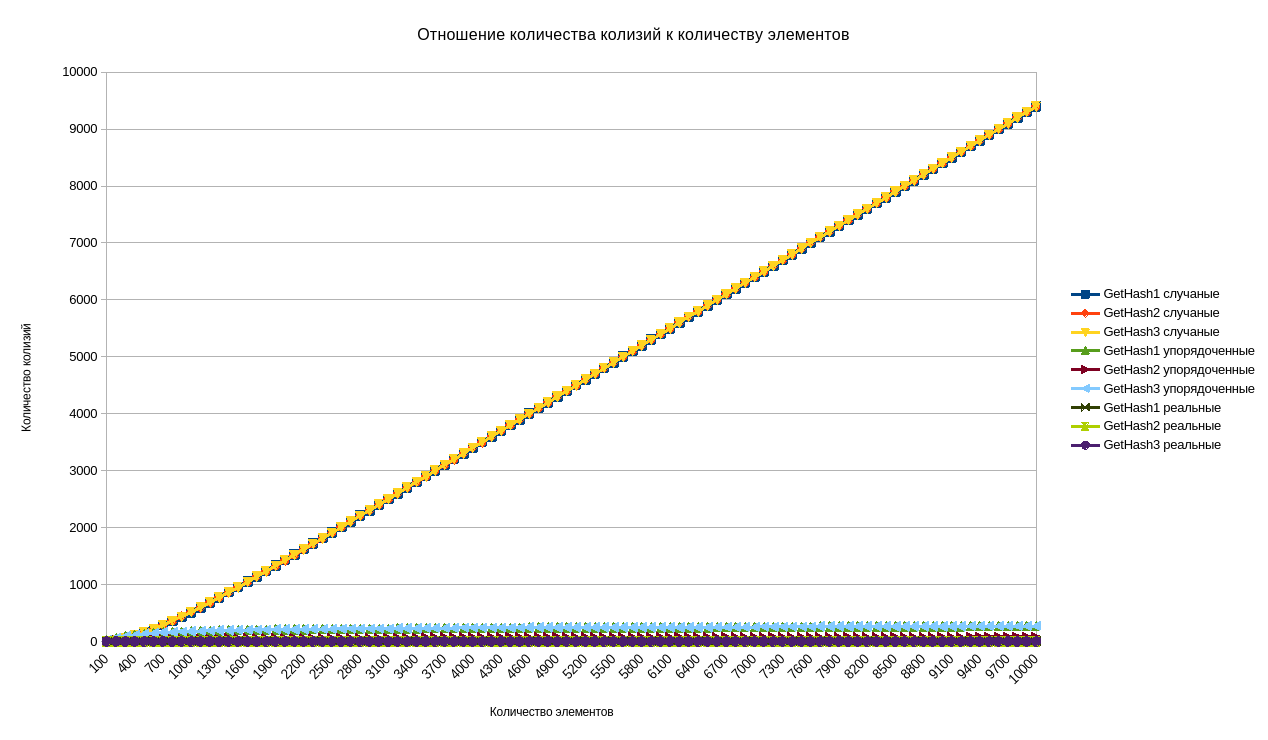 Отношение количества колизий к количеству элементов
10000
9000
8000
7000
6000
5000
4000
3000
2000
1000
0
Количество колизий
100 400 700 1000 1300 1600 1900 2200 2500 2800 3100 3400 3700 4000 4300 4600 4900 5200 5500 5800 6100 6400 6700 7000 7300 7600 7900 8200 8500 8800 9100 9400 9700 10000
Количество элементов
GetHash1 случаные
GetHash2 случаные
GetHash3 случаные
GetHash1 упорядоченные
GetHash2 упорядоченные
GetHash3 упорядоченные
GetHash1 реальные
GetHash2 реальные
GetHash3 реальные